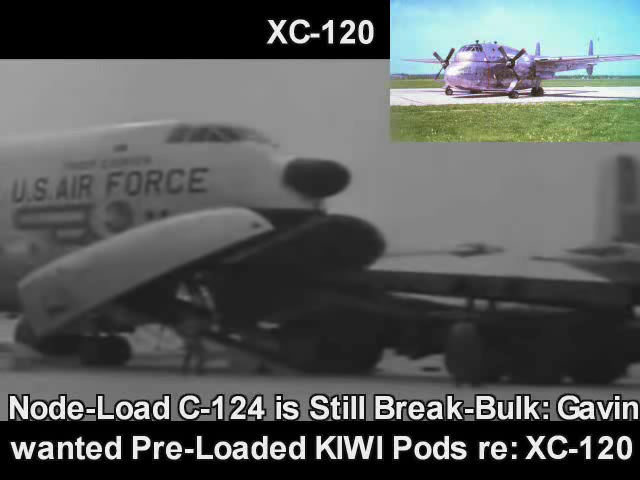 XC-120
U.S. AIR FORCE
Node-Load C-124 is Still Break-Bulk: Gavin
wanted Pre-Loaded KIWI Pods re: XC-120